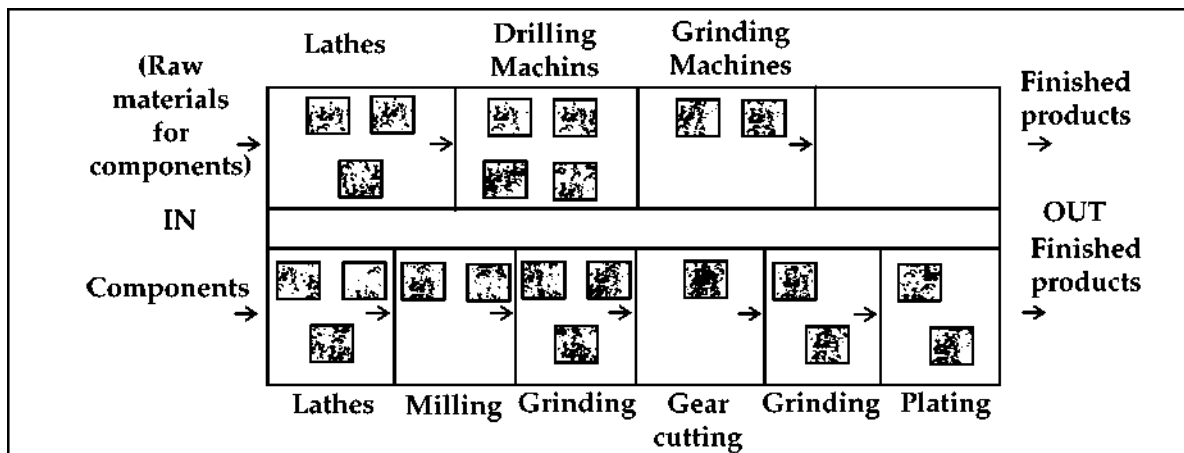 Lathes
Drilling
Machins
Grinding
Machines
(Raw
materials
for
components)
Finished
products
IN
OUT
Components
Finished
products
Lathes
Milling
Grinding
Gear
cutting
Grinding
Plating